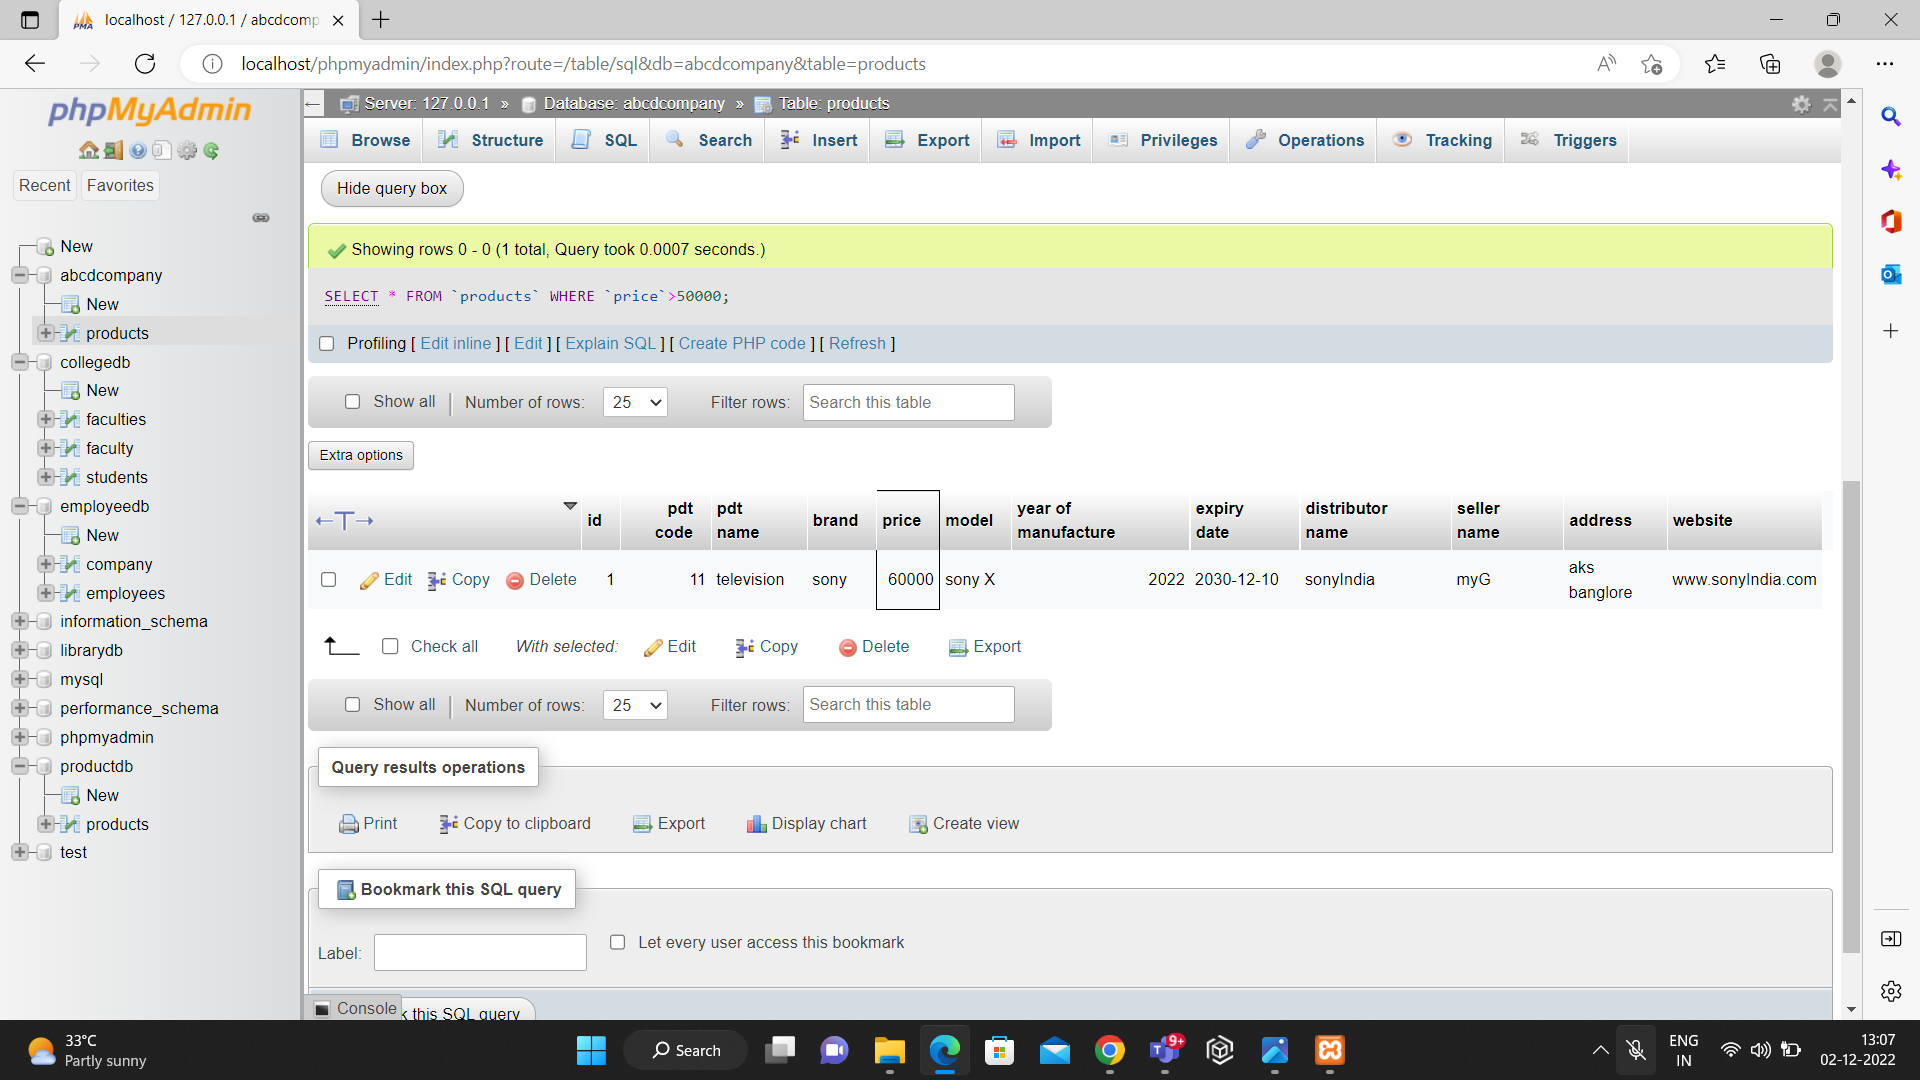 localhost / 127.0.0.1 / abcdcomp
localhost/phpmyadmin/index.php?route=/table/sql&db=abcdcompany&table=products
phpMyAdmin
Recent
Favorites
New
abcdcompany
New
products
collegedb
New
faculties
faculty
students
employeedb
New
company
employees
information_schema
librarydb
mysql
performance_schema
phpmyadmin
productdb
New
products
test
Server: 127.0.0.1 » Database: abcdcompany » Table: products
Browse Structure SQL Search Insert Export Import Privileges Operations Tracking Triggers
Hide query box
Showing rows 0 - 0 (1 total, Query took 0.0007 seconds.)
SELECT * FROM `products` WHERE `price`>50000;
Profiling [ Edit inline ] [ Edit ] [ Explain SQL ] [ Create PHP code ] [ Refresh ]
Show all Number of rows: 25 Filter rows: Search this table
Extra options
←T→ id pdt code pdt name brand price model year of manufacture expiry date distributor name seller name address website
Edit Copy Delete 1 11 television sony 60000 sony X 2022 2030-12-10 sonyIndia myG aks banglore www.sonyIndia.com
Check all With selected: Edit Copy Delete Export
Show all Number of rows: 25 Filter rows: Search this table
Query results operations
Print Copy to clipboard Export Display chart Create view
Bookmark this SQL query
Label: Let every user access this bookmark
Console k this SQL query
33°C
Partly sunny
Search
9+
ENG
IN
13:07
02-12-2022